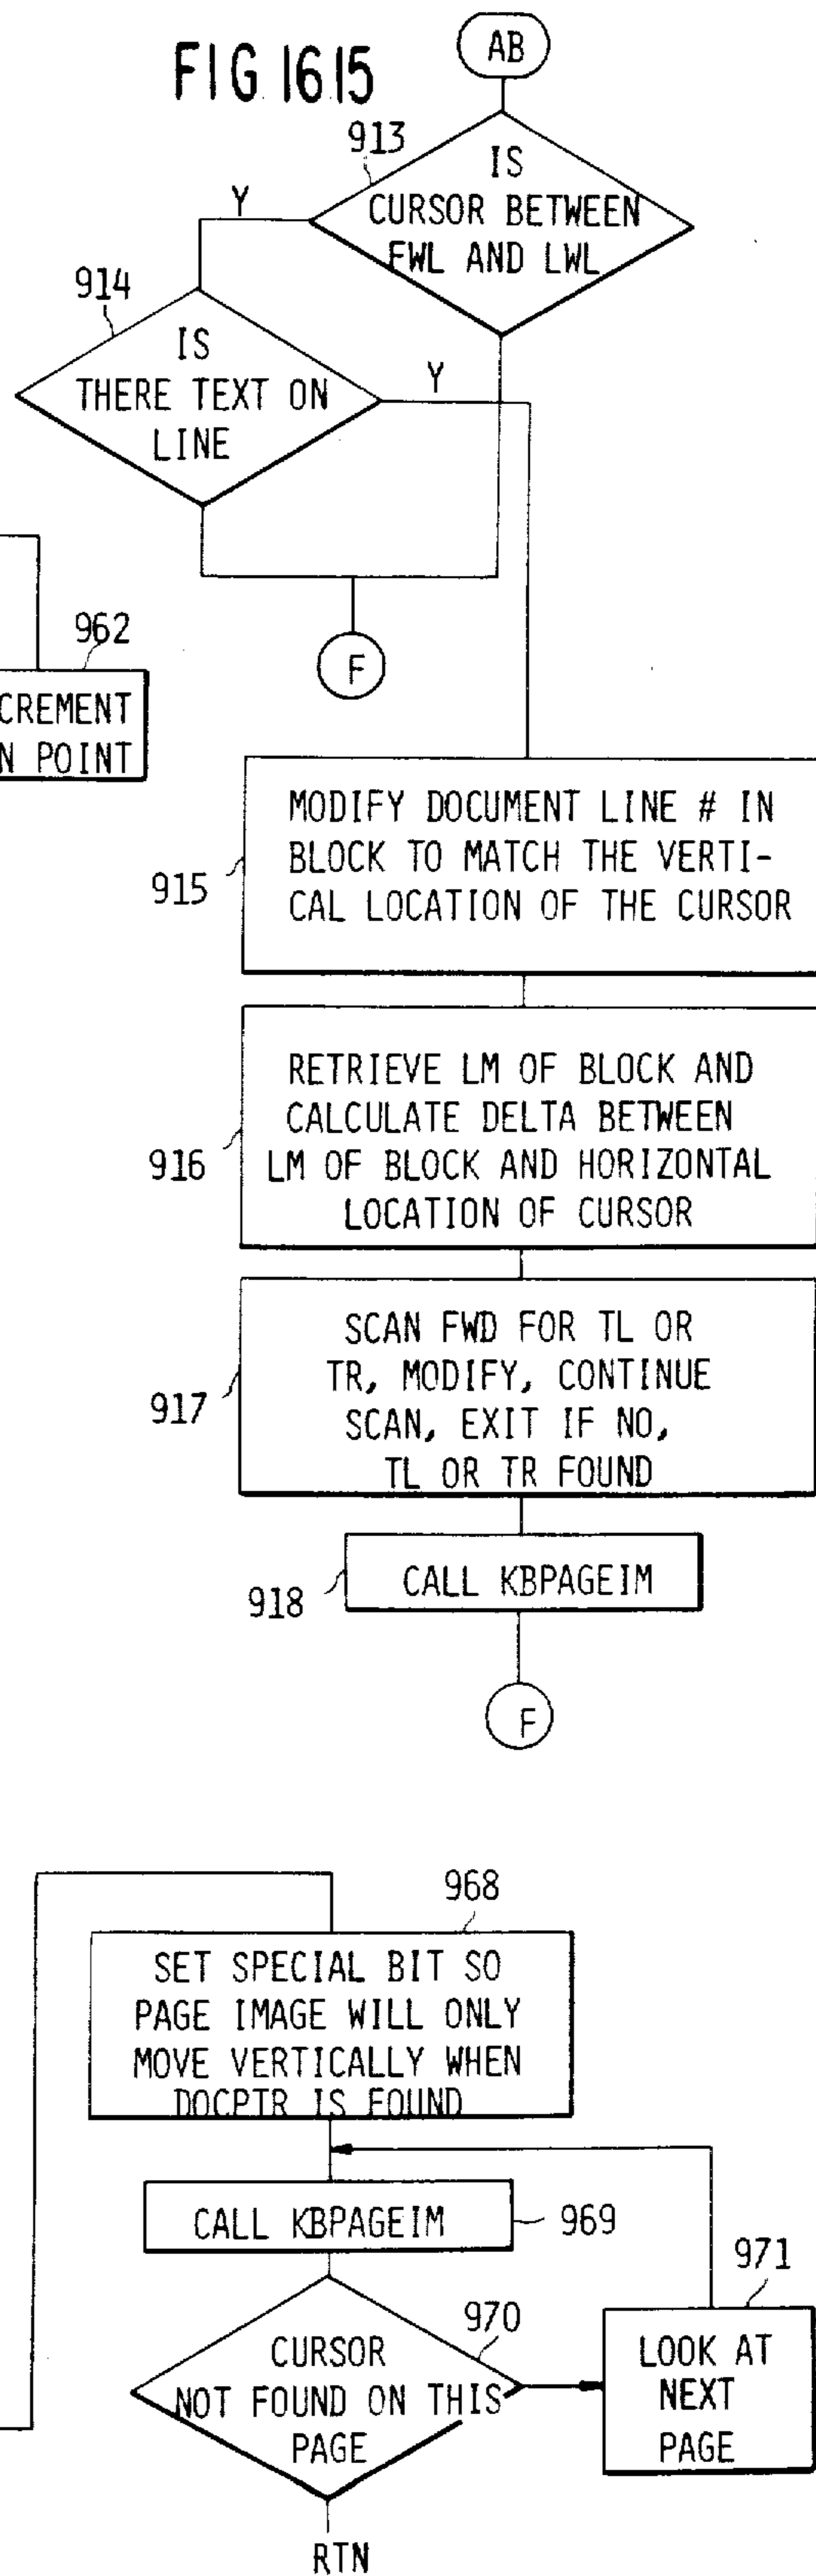 FIG 1615
AB
913
IS
CURSOR BETWEEN
FWL AND LWL
Y
914
IS
THERE TEXT ON
LINE
Y
F
962
CREMENT
N POINT
MODIFY DOCUMENT LINE # IN
BLOCK TO MATCH THE VERTI-
CAL LOCATION OF THE CURSOR
915
RETRIEVE LM OF BLOCK AND
CALCULATE DELTA BETWEEN
LM OF BLOCK AND HORIZONTAL
LOCATION OF CURSOR
916
SCAN FWD FOR TL OR
TR, MODIFY, CONTINUE
SCAN, EXIT IF NO,
TL OR TR FOUND
917
CALL KBPAGEIM
918
F
968
SET SPECIAL BIT SO
PAGE IMAGE WILL ONLY
MOVE VERTICALLY WHEN
DOCPTR IS FOUND
CALL KBPAGEIM
969
970
CURSOR
NOT FOUND ON THIS
PAGE
971
LOOK AT
NEXT
PAGE
RTN